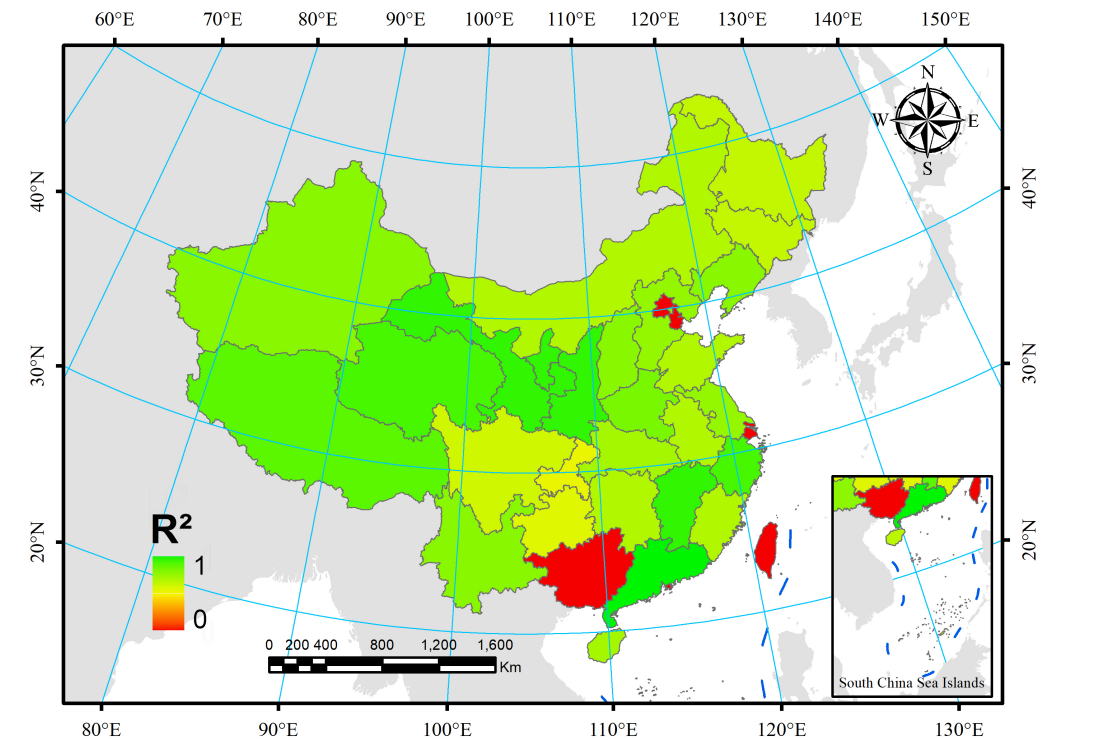 60°E 70°E 80°E 90°E 100°E 110°E 120°E 130°E 140°E 150°E
N
W E
S
40°N 40°N
30°N 30°N
20°N 20°N
R²
1
0
0 200 400 800 1,200 1,600
Km
South China Sea Islands
80°E 90°E 100°E 110°E 120°E 130°E